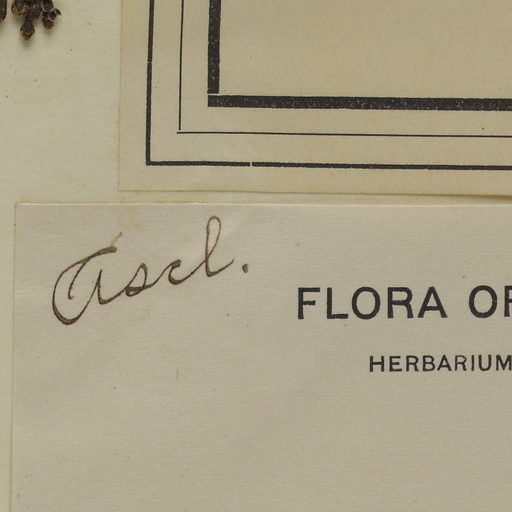 Ascl.
FLORA OF
HERBARIUM